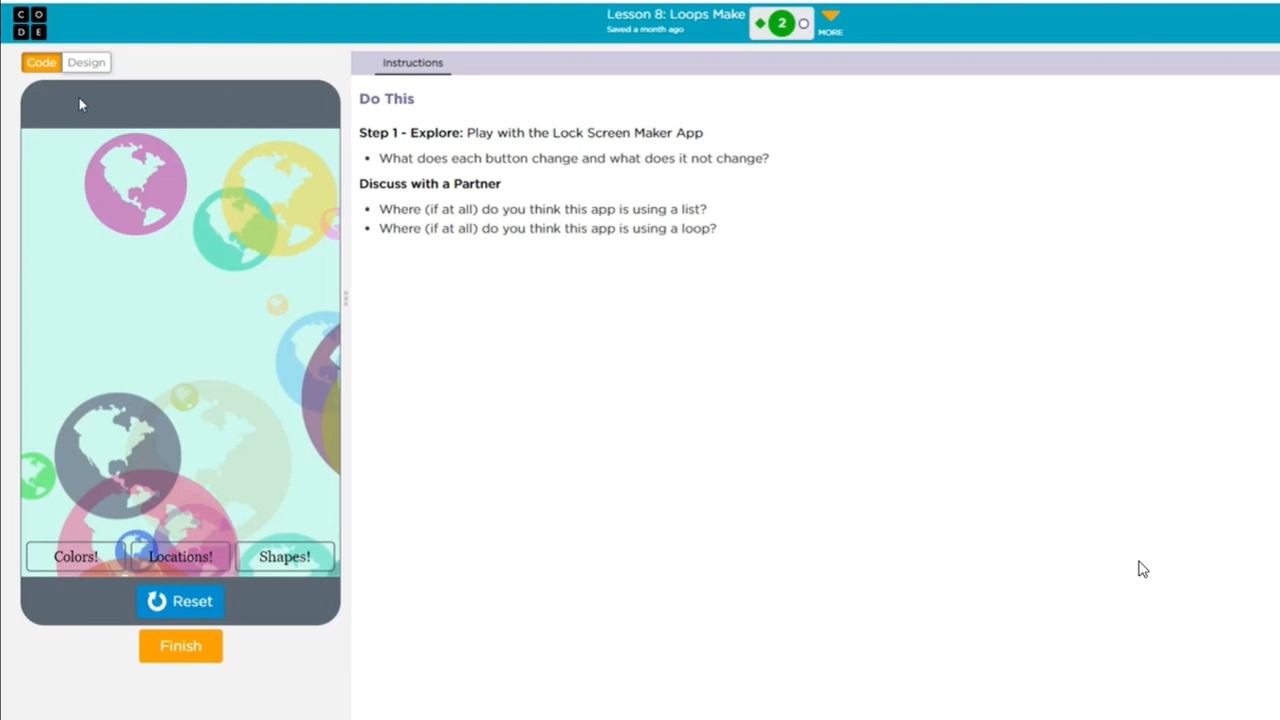 CO
DE
Lesson 8: Loops Make
Saved a month ago
2
MORE
Code
Design
Instructions
Do This
Step 1 - Explore: Play with the Lock Screen Maker App
• What does each button change and what does it not change?
Discuss with a Partner
• Where (if at all) do you think this app is using a list?
• Where (if at all) do you think this app is using a loop?
Colors!
Locations!
Shapes!
Reset
Finish